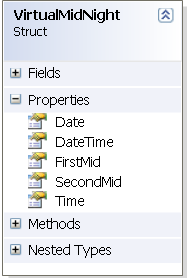 VirtualMidNight
Struct
Fields
Properties
Date
DateTime
FirstMid
SecondMid
Time
Methods
Nested Types